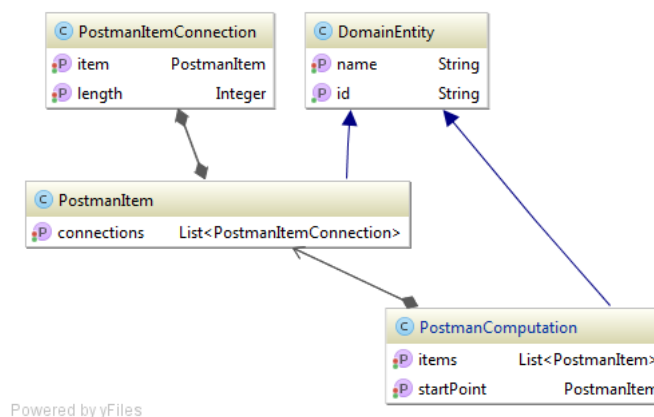 C PostmanItemConnection
P item PostmanItem
P length Integer
C DomainEntity
P name String
P id String
C PostmanItem
P connections List<PostmanItemConnection>
C PostmanComputation
P items List<PostmanItem>
P startPoint PostmanItem
Powered by yFiles